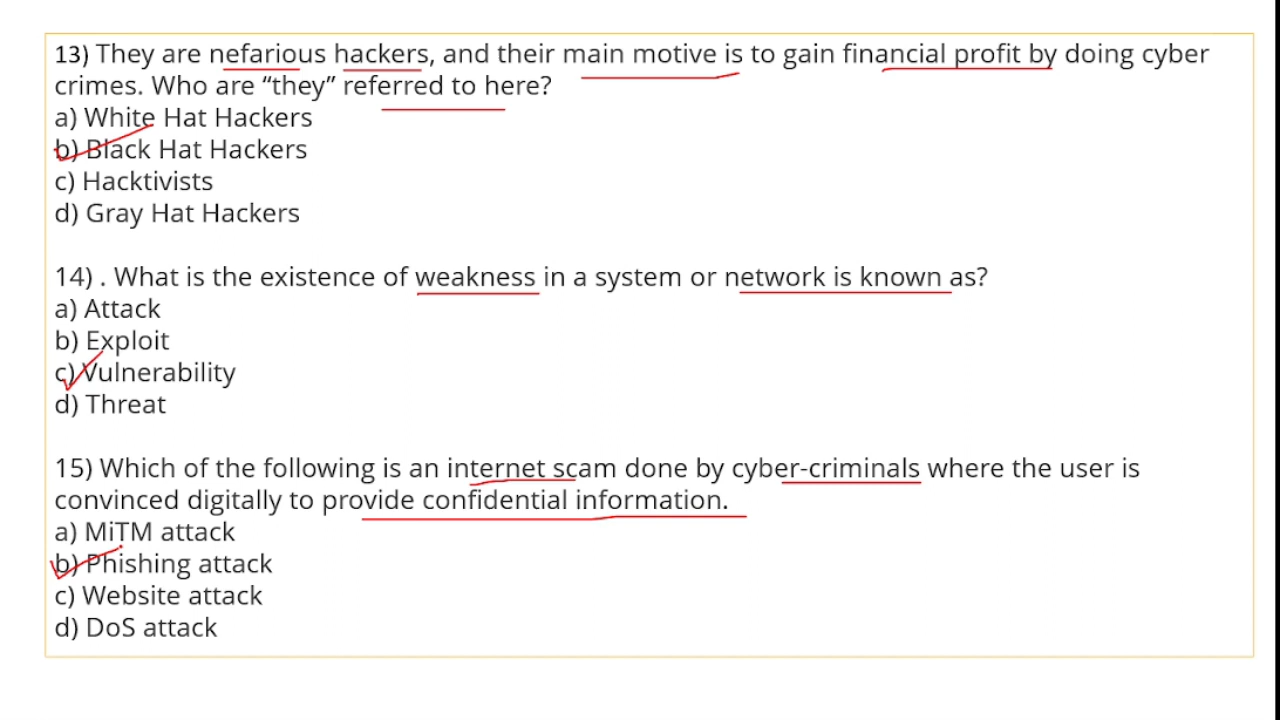 13) They are nefarious hackers, and their main motive is to gain financial profit by doing cyber
crimes. Who are “they” referred to here?
a) White Hat Hackers
b) Black Hat Hackers
c) Hacktivists
d) Gray Hat Hackers
14) . What is the existence of weakness in a system or network is known as?
a) Attack
b) Exploit
c) Vulnerability
d) Threat
15) Which of the following is an internet scam done by cyber-criminals where the user is
convinced digitally to provide confidential information.
a) MiTM attack
b) Phishing attack
c) Website attack
d) DoS attack